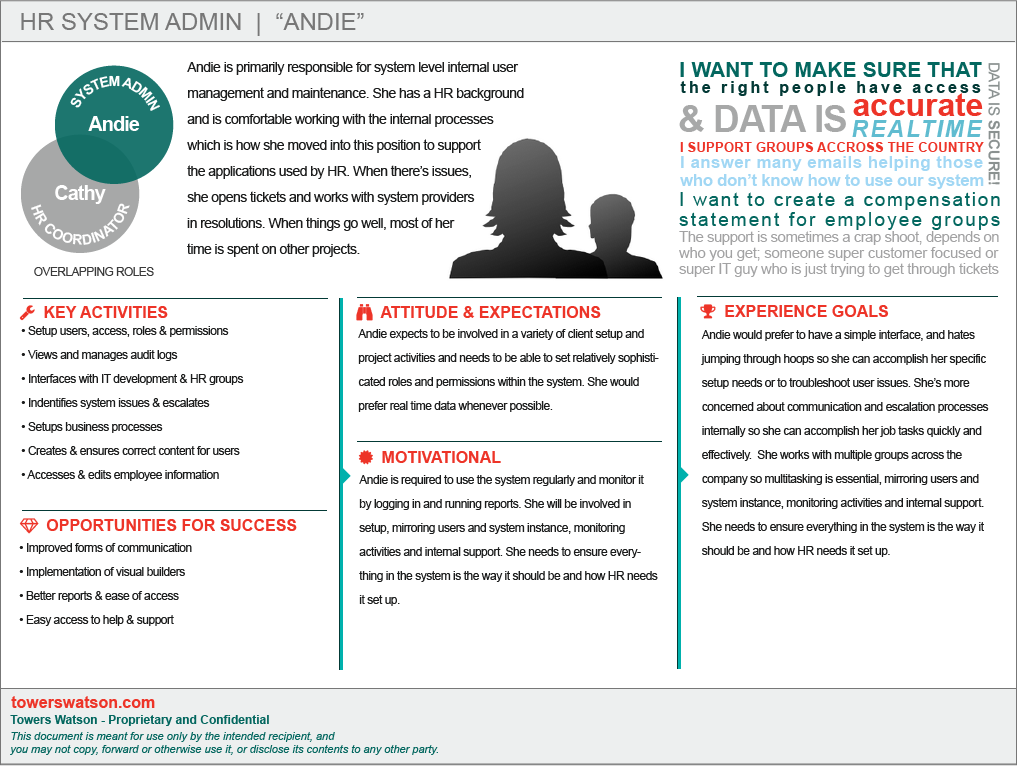 HR SYSTEM ADMIN | “ANDIE”
SYSTEM ADMIN
Andie
Cathy
HR COORDINATOR
OVERLAPPING ROLES
Andie is primarily responsible for system level internal user
management and maintenance. She has a HR background
and is comfortable working with the internal processes
which is how she moved into this position to support
the applications used by HR. When there’s issues,
she opens tickets and works with system providers
in resolutions. When things go well, most of her
time is spent on other projects.
I WANT TO MAKE SURE THAT
the right people have access
& DATA IS accurate
REALTIME
DATA IS SECURE!
I SUPPORT GROUPS ACCROSS THE COUNTRY
I answer many emails helping those
who don’t know how to use our system
I want to create a compensation
statement for employee groups
The support is sometimes a crap shoot, depends on
who you get; someone super customer focused or
super IT guy who is just trying to get through tickets
KEY ACTIVITIES
• Setup users, access, roles & permissions
• Views and manages audit logs
• Interfaces with IT development & HR groups
• Indentifies system issues & escalates
• Setups business processes
• Creates & ensures correct content for users
• Accesses & edits employee information
OPPORTUNITIES FOR SUCCESS
• Improved forms of communication
• Implementation of visual builders
• Better reports & ease of access
• Easy access to help & support
ATTITUDE & EXPECTATIONS
Andie expects to be involved in a variety of client setup and
project activities and needs to be able to set relatively sophisti-
cated roles and permissions within the system. She would
prefer real time data whenever possible.
MOTIVATIONAL
Andie is required to use the system regularly and monitor it
by logging in and running reports. She will be involved in
setup, mirroring users and system instance, monitoring
activities and internal support. She needs to ensure every-
thing in the system is the way it should be and how HR needs
it set up.
EXPERIENCE GOALS
Andie would prefer to have a simple interface, and hates
jumping through hoops so she can accomplish her specific
setup needs or to troubleshoot user issues. She’s more
concerned about communication and escalation processes
internally so she can accomplish her job tasks quickly and
effectively. She works with multiple groups across the
company so multitasking is essential, mirroring users and
system instance, monitoring activities and internal support.
She needs to ensure everything in the system is the way it
should be and how HR needs it set up.
towerswatson.com
Towers Watson - Proprietary and Confidential
This document is meant for use only by the intended recipient, and
you may not copy, forward or otherwise use it, or disclose its contents to any other party.